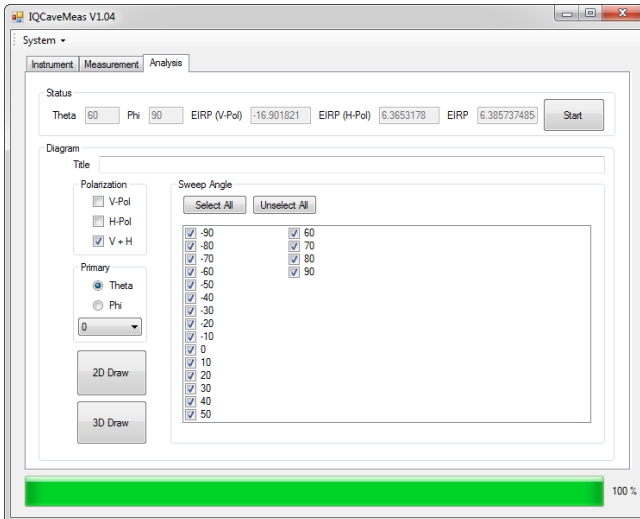 IQCaveMeas V1.04
System
Instrument Measurement Analysis
Status
Theta 60 Phi 90 EIRP (V-Pol) -16.901821 EIRP (H-Pol) 6.3653178 EIRP 6.385737485 Start
Diagram
Title
Polarization
V-Pol
H-Pol
V + H
Primary
Theta
Phi
0
2D Draw
3D Draw
Sweep Angle
Select All Unselect All
-90 60
-80 70
-70 80
-60 90
-50
-40
-30
-20
-10
0
10
20
30
40
50
100 %